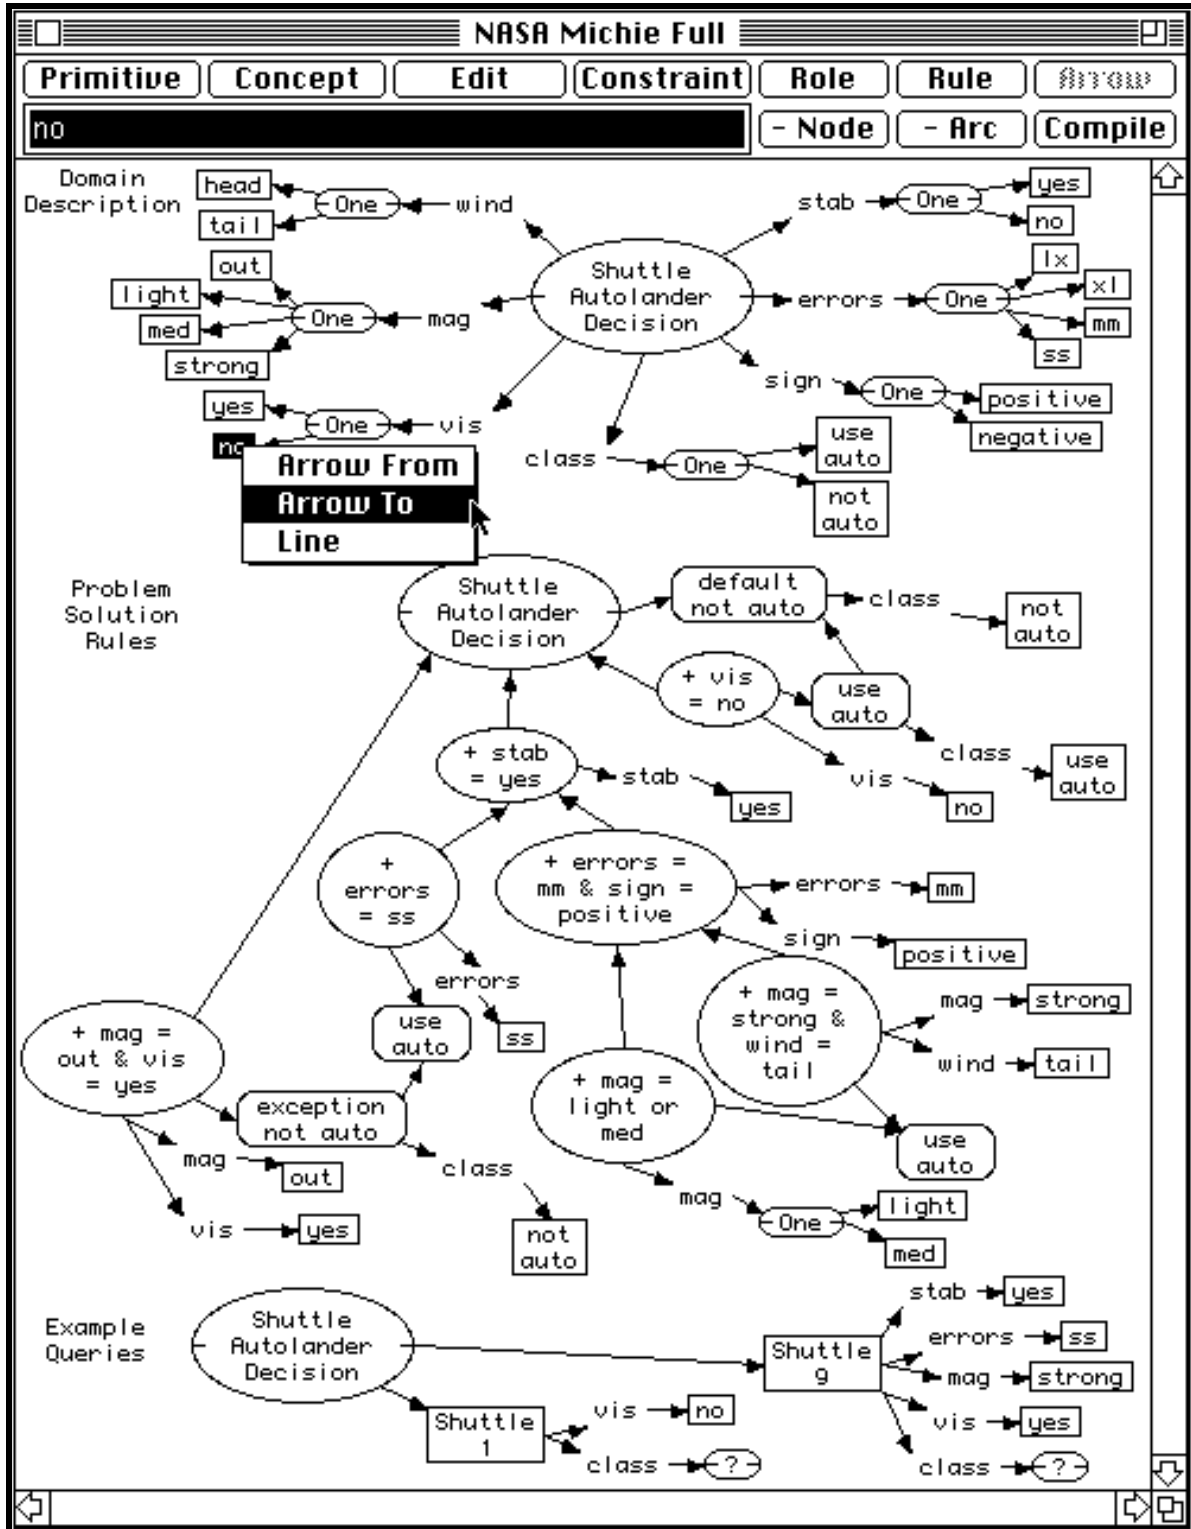 NASA Michie Full
Primitive
Concept
Edit
Constraint
Role
Rule
Arrow
no
- Node
- Arc
Compile
Domain
Description
head
tail
One
wind
stab
One
yes
no
out
light
med
strong
One
mag
Shuttle
Autolander
Decision
errors
One
lx
xl
mm
ss
yes
no
One
vis
sign
One
positive
negative
class
One
use
auto
not
auto
Arrow From
Arrow To
Line
Problem
Solution
Rules
Shuttle
Autolander
Decision
default
not auto
class
not
auto
+ vis
= no
use
auto
class
use
auto
vis
no
+ stab
= yes
stab
yes
+
errors
= ss
+ errors =
mm & sign =
positive
errors
mm
sign
positive
errors
ss
+ mag =
strong &
wind =
tail
mag
strong
wind
tail
+ mag =
out & vis
= yes
use
auto
+ mag =
light or
med
exception
not auto
use
auto
mag
out
class
mag
One
light
med
vis
yes
not
auto
Example
Queries
Shuttle
Autolander
Decision
Shuttle
9
stab
yes
errors
ss
mag
strong
vis
yes
class
?
Shuttle
1
vis
no
class
?